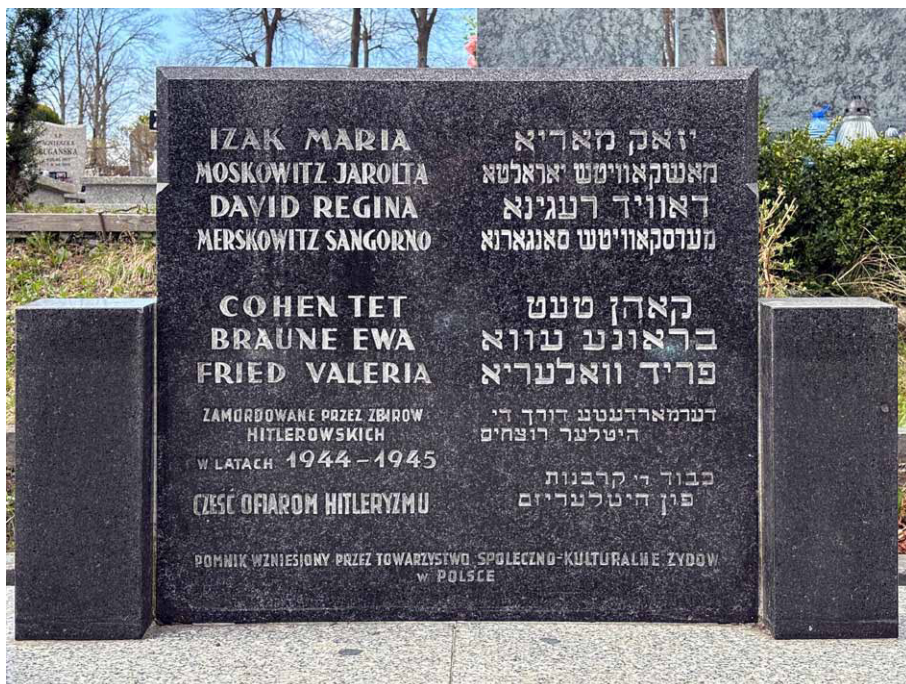 IZAK MARIA
MOSKOWITZ JAROLTA
DAVID REGINA
MERSKOWITZ SANGORNO
COHEN TET
BRAUNE EWA
FRIED VALERIA
ZAMORDOWANE PRZEZ ZBIRÓW
HITLEROWSKICH
W LATACH 1944-1945
CZEŚĆ OFIAROM HITLERYZMU
יזאק מאריא
מאשקאוויטש יאראלטא
דאוויד רעגינא
מערסקאוויטש סאנגארנא
קאהן טעט
בראונע עווא
פריד וואלעריא
דערמארדעטע דורך די
היטלער רוצחים
כבוד די קרבנות
פין היטלעריזם
POMNIK WZNIESIONY PRZEZ TOWARZYSTWO SPOŁECZNO-KULTURALNE ŻYDÓW
W POLSCE